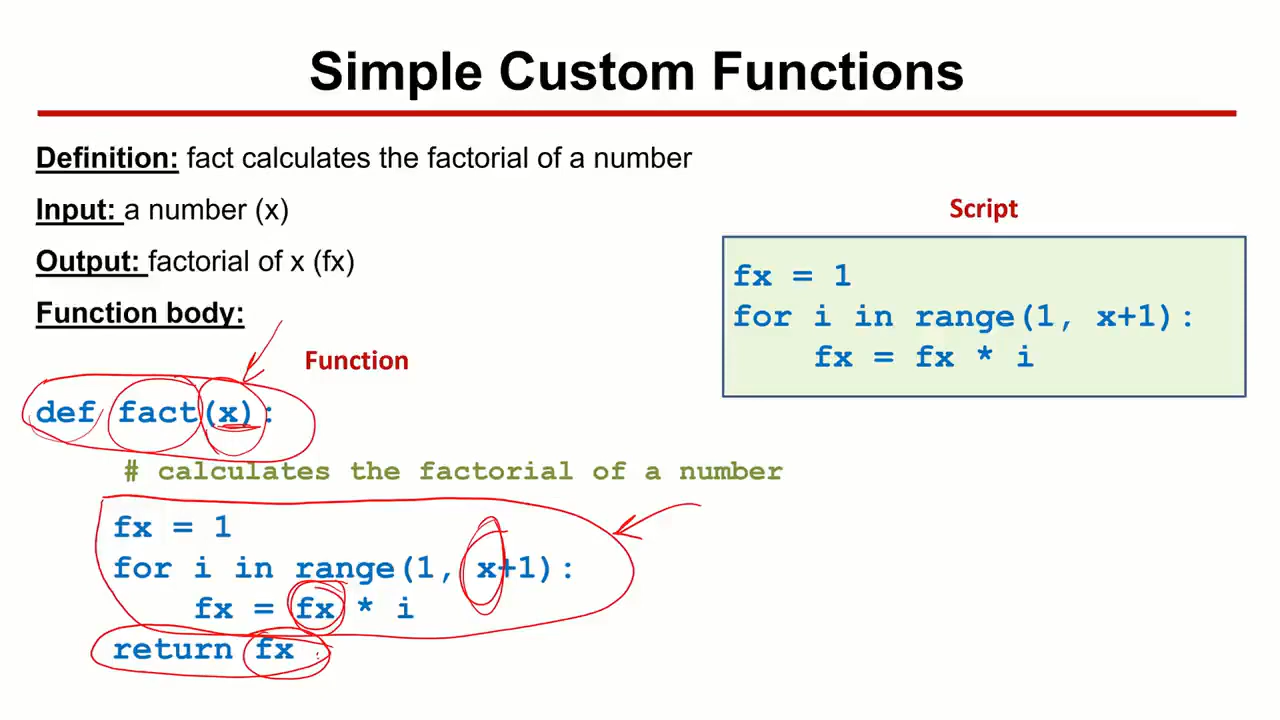 Simple Custom Functions
Definition: fact calculates the factorial of a number
Input: a number (x)
Output: factorial of x (fx)
Function body:
Function
def fact(x):
# calculates the factorial of a number
fx = 1
for i in range(1, x+1):
fx = fx * i
return fx
Script
fx = 1
for i in range(1, x+1):
fx = fx * i